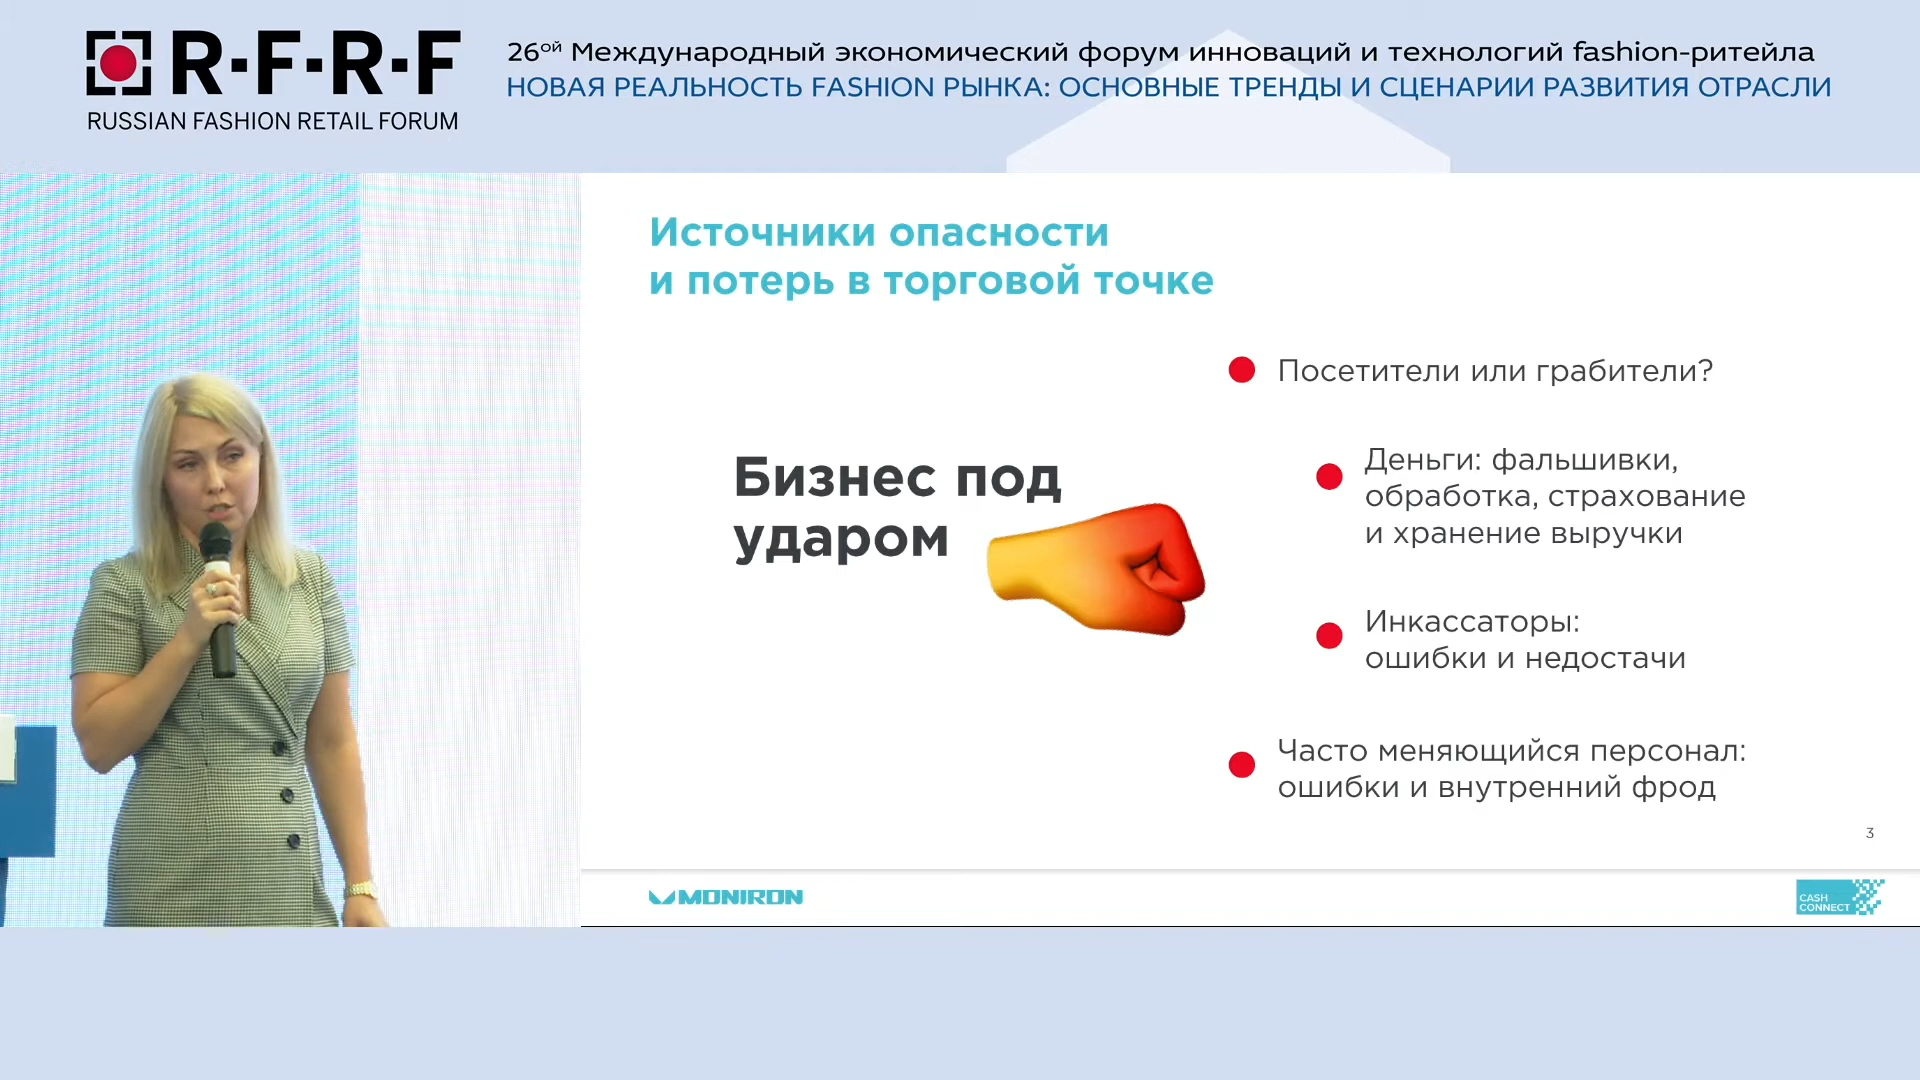 R·F·R·F
RUSSIAN FASHION RETAIL FORUM
26ой Международный экономический форум инноваций и технологий fashion-ритейла
НОВАЯ РЕАЛЬНОСТЬ FASHION РЫНКА: ОСНОВНЫЕ ТРЕНДЫ И СЦЕНАРИИ РАЗВИТИЯ ОТРАСЛИ
Источники опасности
и потерь в торговой точке
Бизнес под
ударом
Посетители или грабители?
Деньги: фальшивки,
обработка, страхование
и хранение выручки
Инкассаторы:
ошибки и недостачи
Часто меняющийся персонал:
ошибки и внутренний фрод
3
MONIRON
CASH
CONNECT